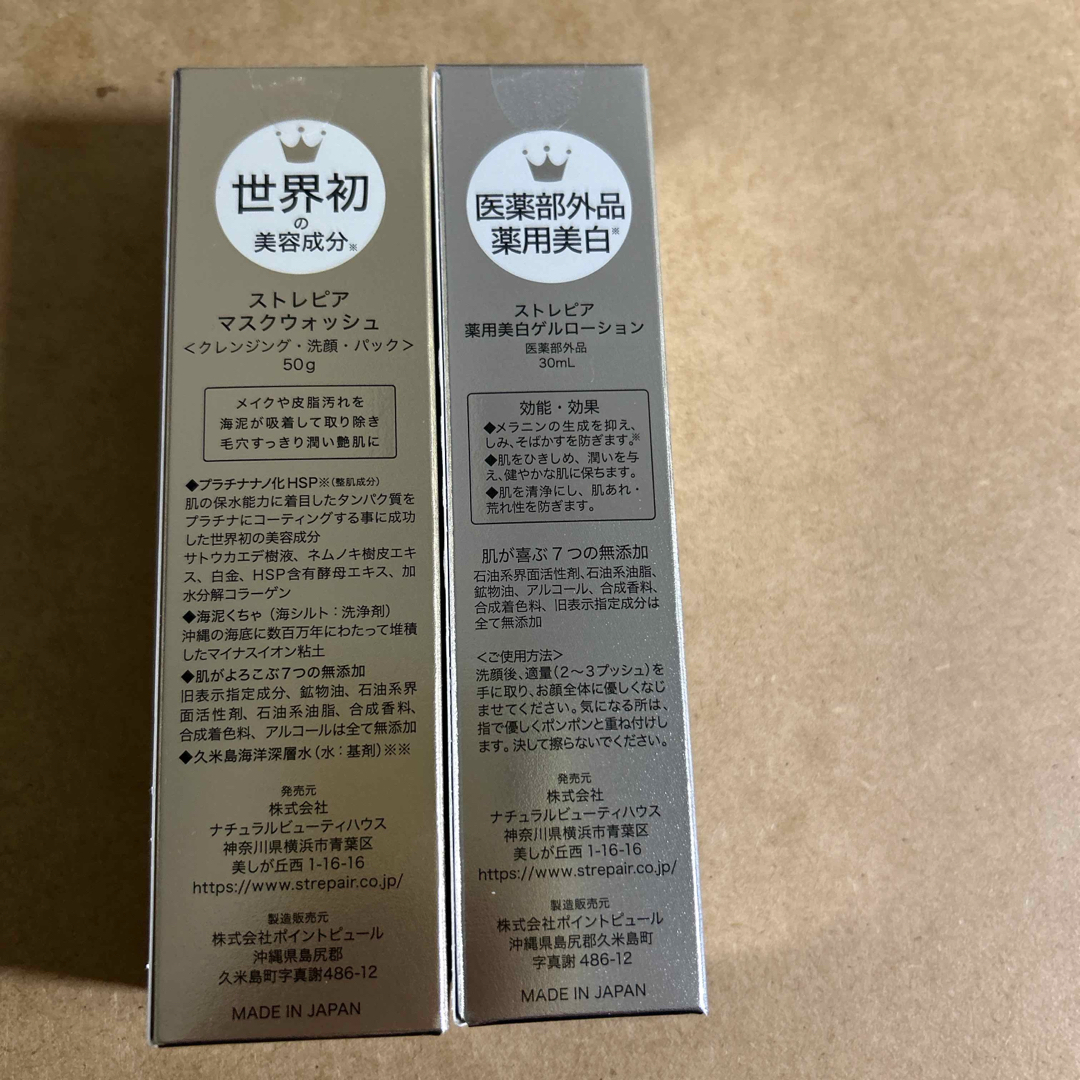 世界初
の
美容成分※
ストレピア
マスクウォッシュ
＜クレンジング・洗顔・パック＞
50g
メイクや皮脂汚れを
海泥が吸着して取り除き
毛穴すっきり潤い艶肌に
◆プラチナナノ化HSP※(整肌成分)
肌の保水能力に着目したタンパク質を
プラチナにコーティングする事に成功
した世界初の美容成分
サトウカエデ樹液、ネムノキ樹皮エキ
ス、白金、HSP含有酵母エキス、加
水分解コラーゲン
◆海泥くちゃ（海シルト：洗浄剤）
沖縄の海底に数百万年にわたって堆積
したマイナスイオン粘土
◆肌がよろこぶ7つの無添加
旧表示指定成分、鉱物油、石油系界
面活性剤、石油系油脂、合成香料、
合成着色料、アルコールは全て無添加
◆久米島海洋深層水（水：基剤）※※
発売元
株式会社
ナチュラルビューティハウス
神奈川県横浜市青葉区
美しが丘西 1-16-16
https://www.strepair.co.jp/
製造販売元
株式会社ポイントピュール
沖縄県島尻郡
久米島町字真謝486-12
MADE IN JAPAN
医薬部外品
薬用美白※
ストレピア
薬用美白ゲルローション
医薬部外品
30mL
効能・効果
◆メラニンの生成を抑え、
しみ、そばかすを防ぎます。※
◆肌をひきしめ、潤いを与
え、健やかな肌に保ちます。
◆肌を清浄にし、肌あれ・
荒れ性を防ぎます。
肌が喜ぶ7つの無添加
石油系界面活性剤、石油系油脂、
鉱物油、アルコール、合成香料、
合成着色料、旧表示指定成分は
全て無添加
＜ご使用方法＞
洗顔後、適量（2～3プッシュ）を
手に取り、お顔全体に優しくなじ
ませてください。気になる所は、
指で優しくポンポンと重ね付けし
ます。決して擦らないでください。
発売元
株式会社
ナチュラルビューティハウス
神奈川県横浜市青葉区
美しが丘西 1-16-16
https://www.strepair.co.jp/
製造販売元
株式会社ポイントピュール
沖縄県島尻郡久米島町
字真謝 486-12
MADE IN JAPAN